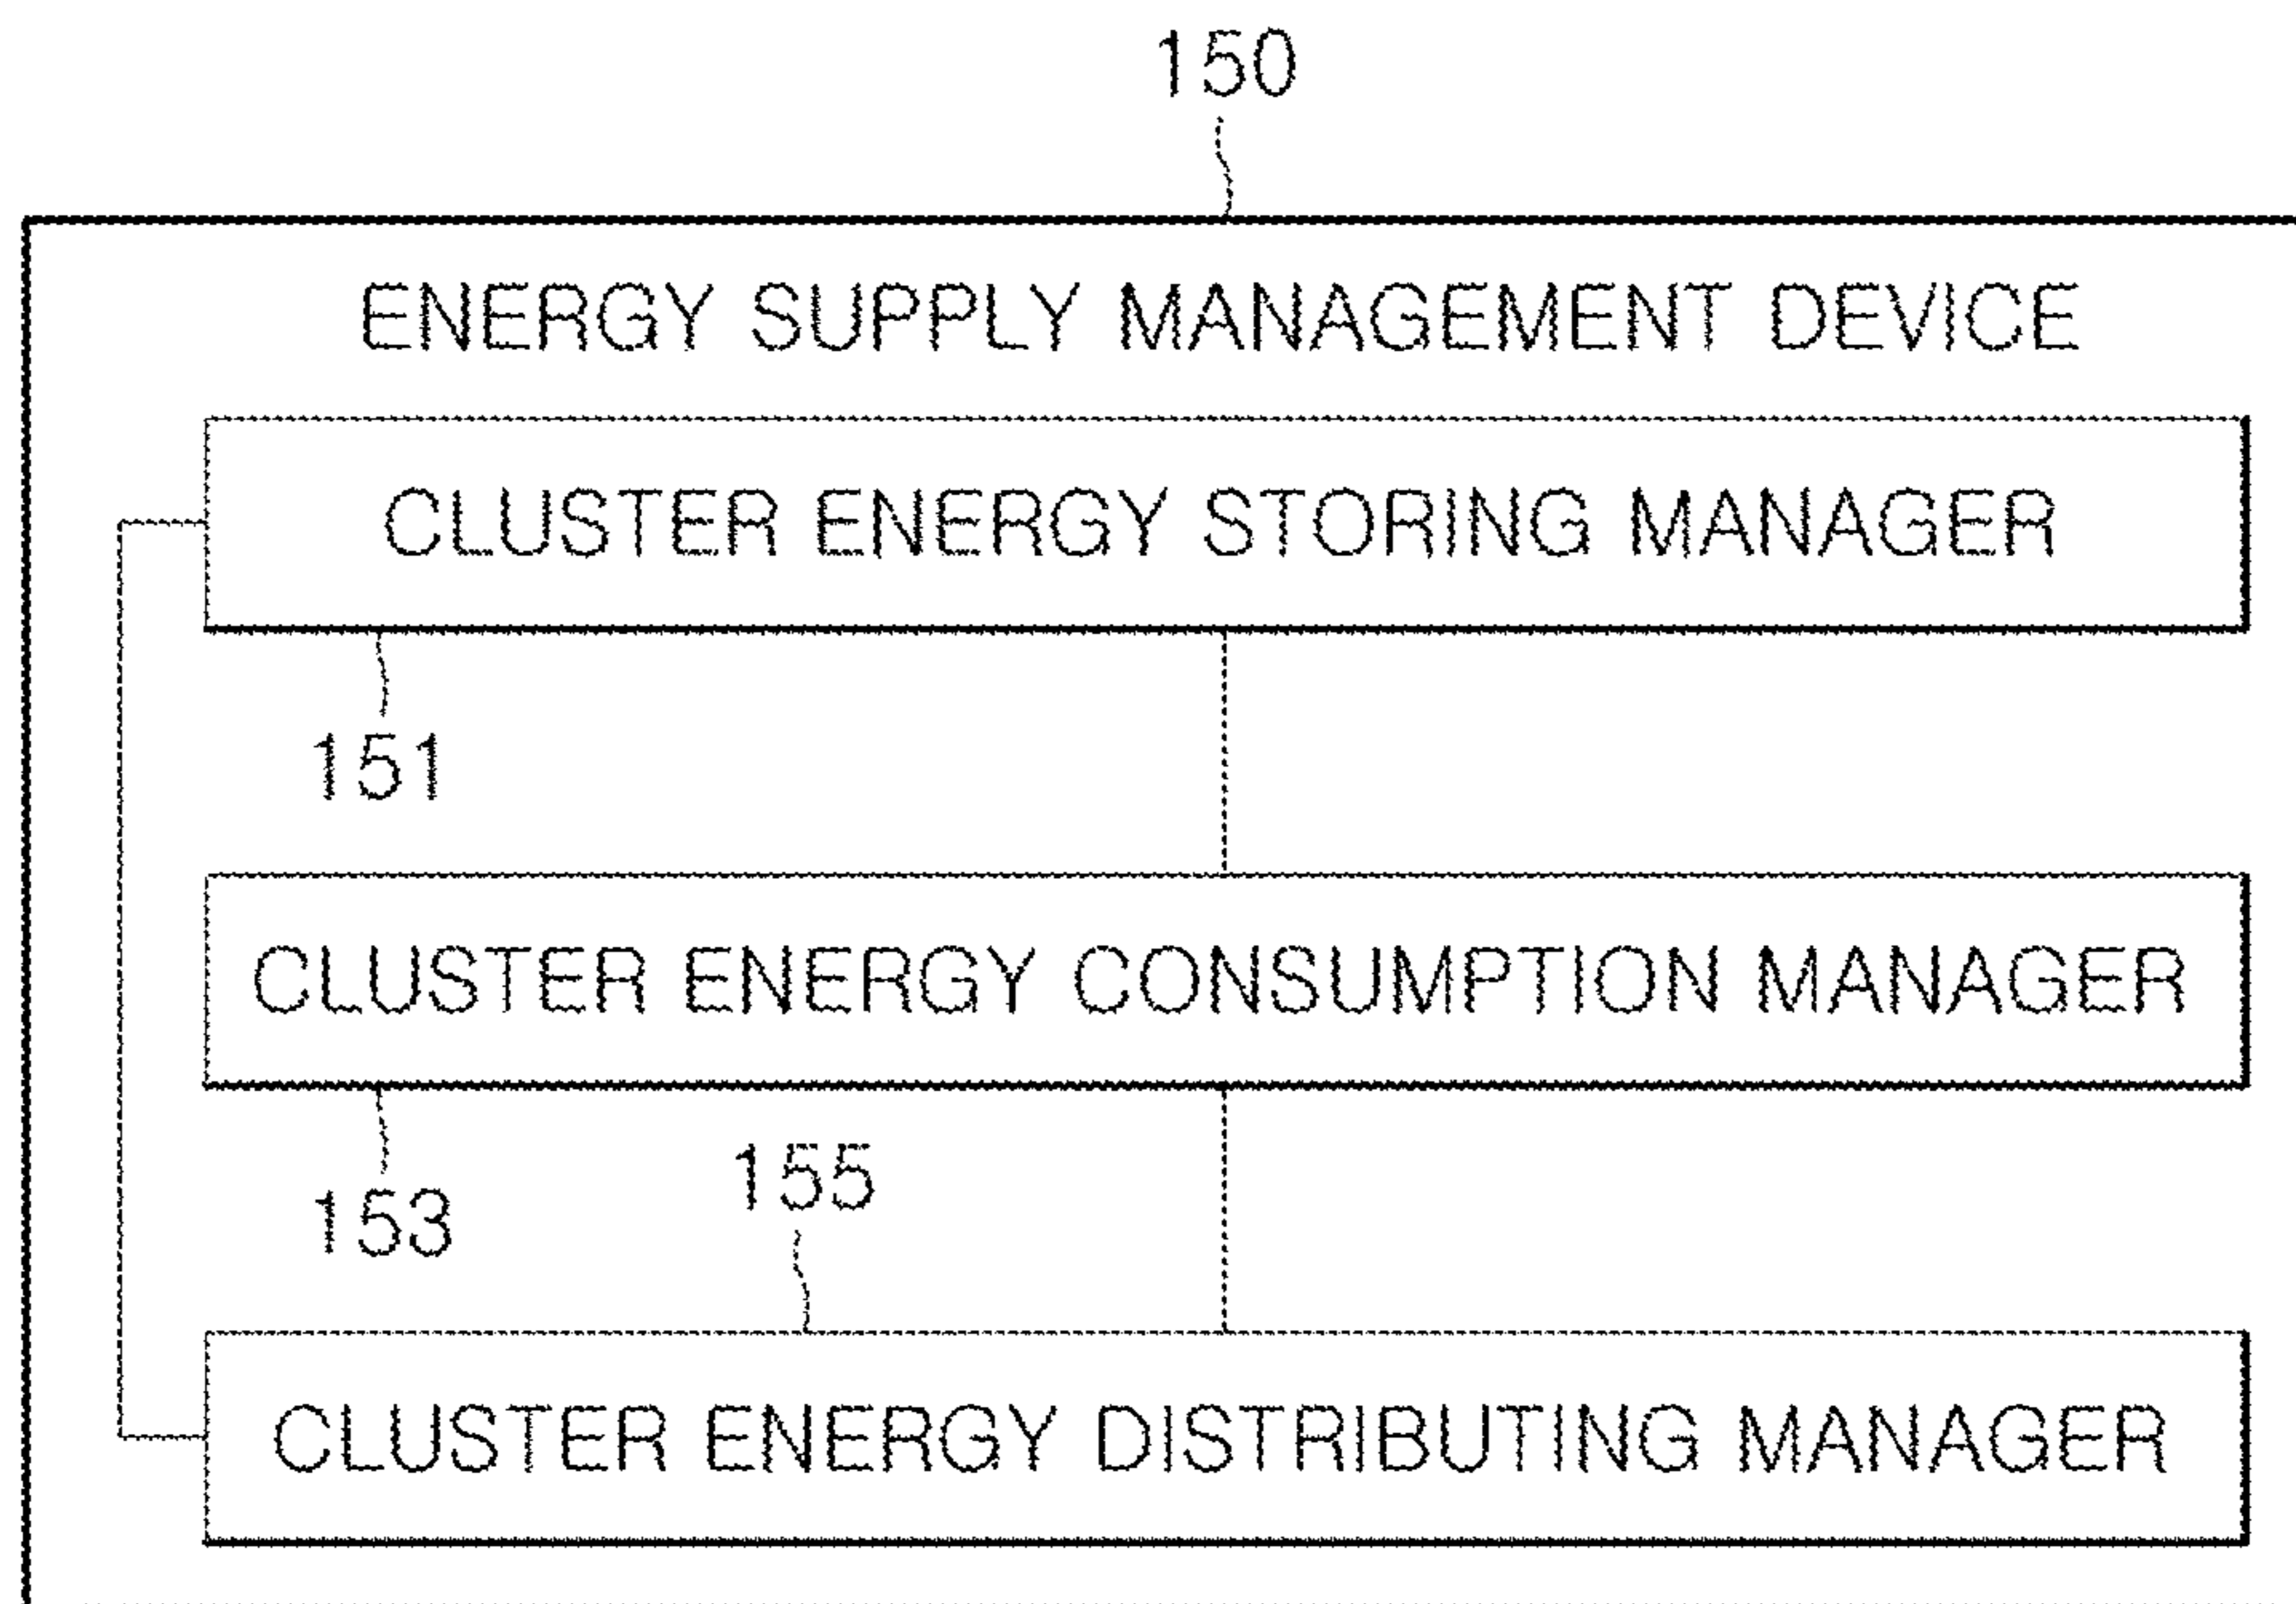 150
ENERGY SUPPLY MANAGEMENT DEVICE
CLUSTER ENERGY STORING MANAGER
151
CLUSTER ENERGY CONSUMPTION MANAGER
155
153
CLUSTER ENERGY DISTRIBUTING MANAGER